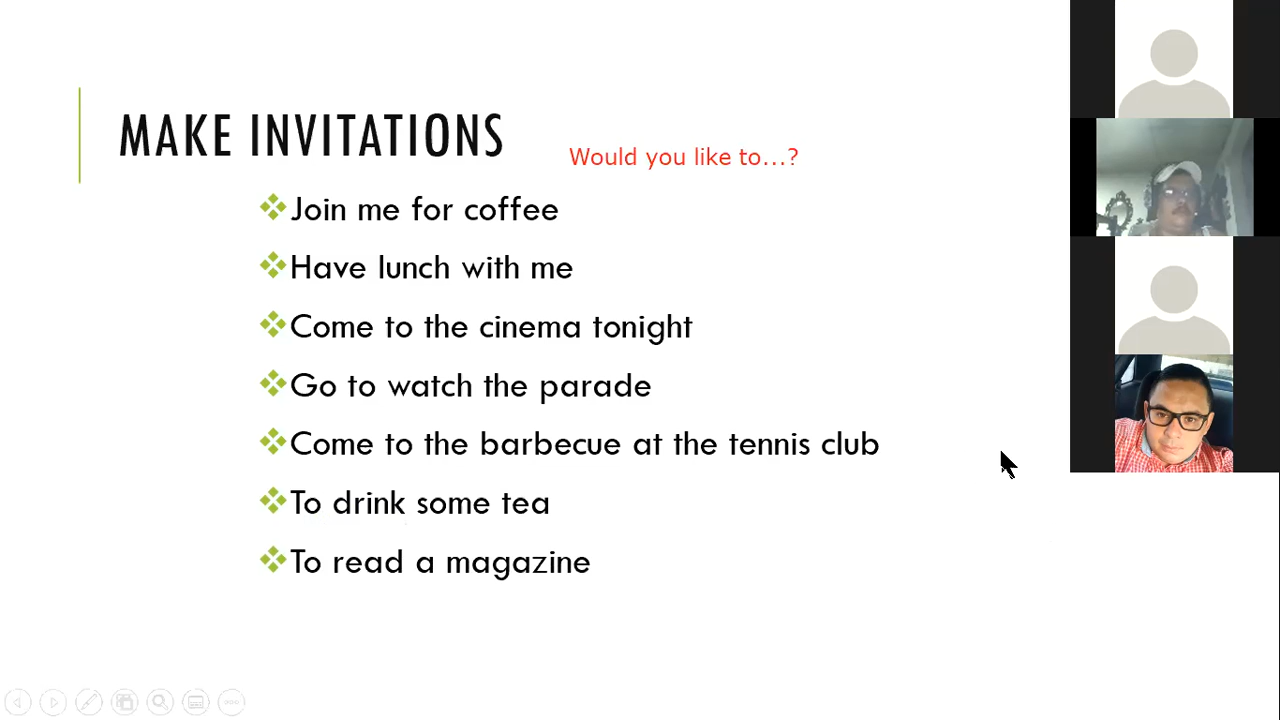 MAKE INVITATIONS
Would you like to...?
Join me for coffee
Have lunch with me
Come to the cinema tonight
Go to watch the parade
Come to the barbecue at the tennis club
To drink some tea
To read a magazine